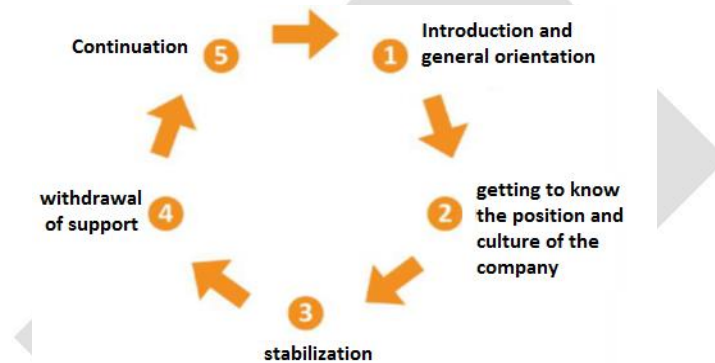 1
Introduction and
general orientation
2
getting to know
the position and
culture of the
company
3
stabilization
4
withdrawal
of support
5
Continuation